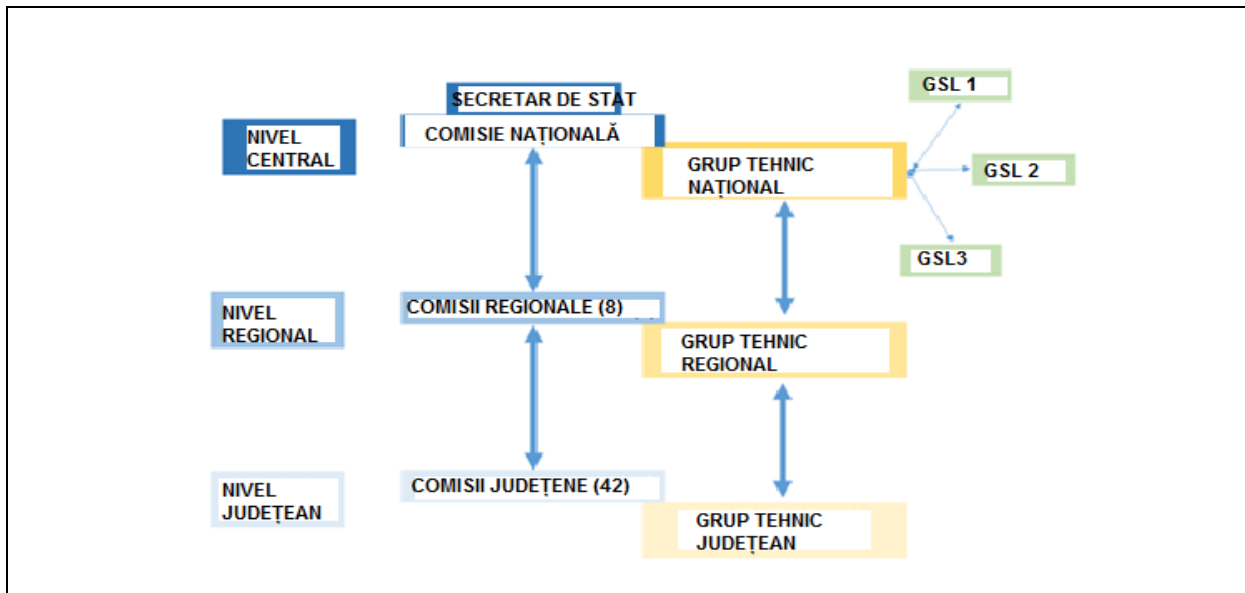 SECRETAR DE STAT
GSL 1
NIVEL
CENTRAL
COMISIE NAȚIONALĂ
GRUP TEHNIC
NAȚIONAL
GSL 2
GSL3
NIVEL
REGIONAL
COMISII REGIONALE (8)
GRUP TEHNIC
REGIONAL
NIVEL
JUDEȚEAN
COMISII JUDEȚENE (42)
GRUP TEHNIC
JUDEȚEAN